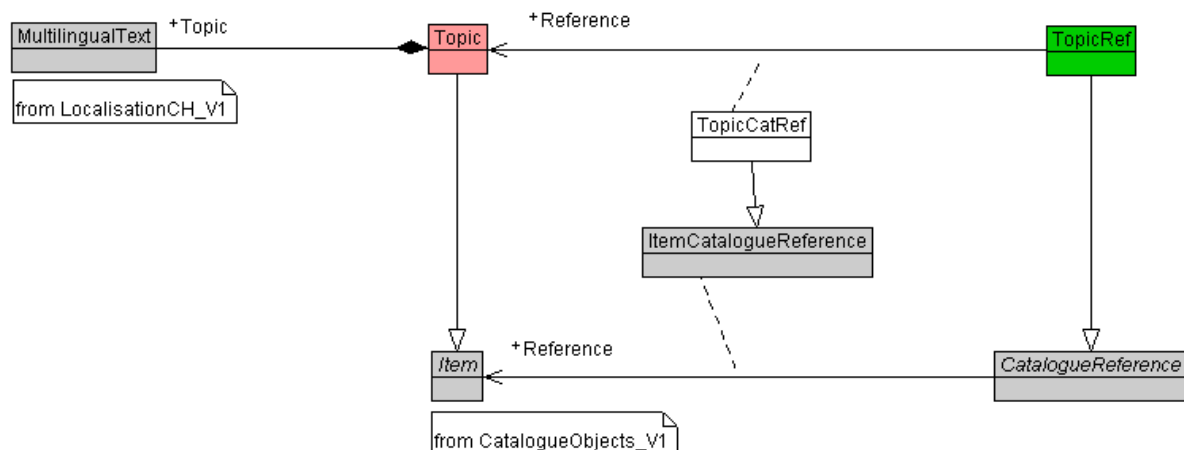 +Reference
MultilingualText
+Topic
Topic
TopicRef
from LocalisationCH_V1
TopicCatRef
ItemCatalogueReference
+Reference
Item
CatalogueReference
from CatalogueObjects_V1